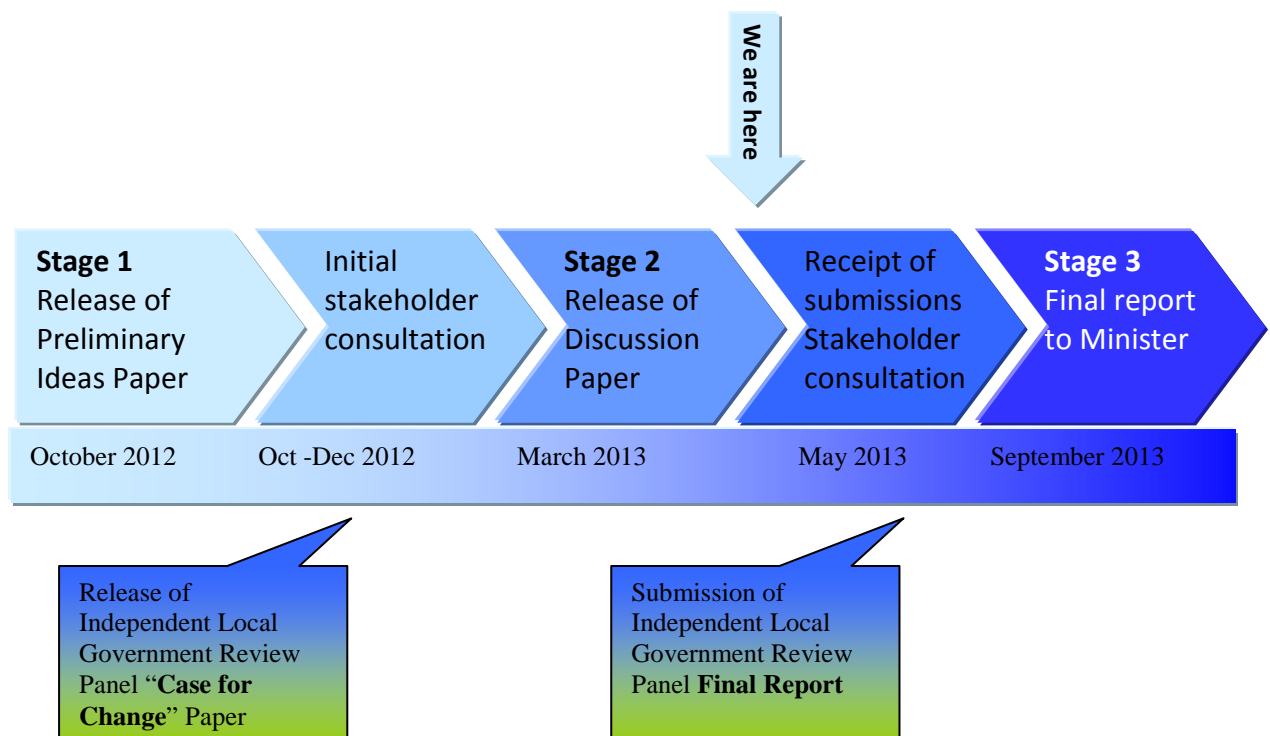 We are here
Stage 1
Release of
Preliminary
Ideas Paper
Initial
stakeholder
consultation
Stage 2
Release of
Discussion
Paper
Receipt of
submissions
Stakeholder
consultation
Stage 3
Final report
to Minister
October 2012
Oct -Dec 2012
March 2013
May 2013
September 2013
Release of
Independent Local
Government Review
Panel “Case for
Change” Paper
Submission of
Independent Local
Government Review
Panel Final Report